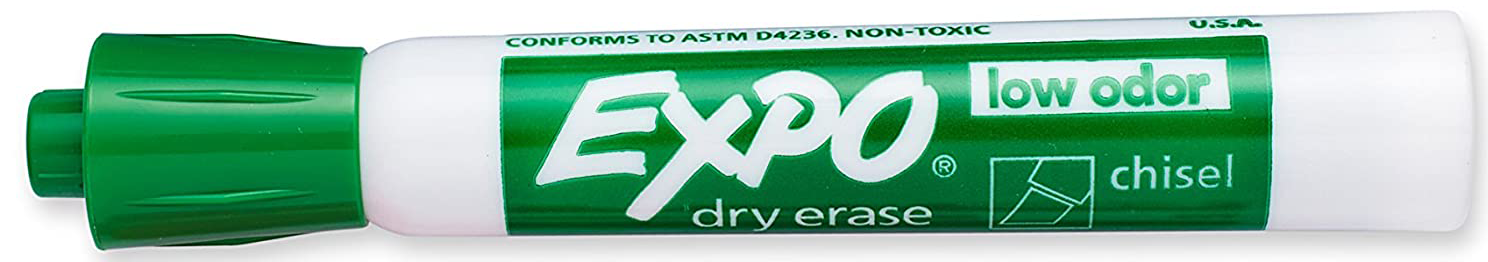 CONFORMS TO ASTM D4236. NON-TOXIC
U.S.A.
EXPO®
low odor
dry erase
chisel